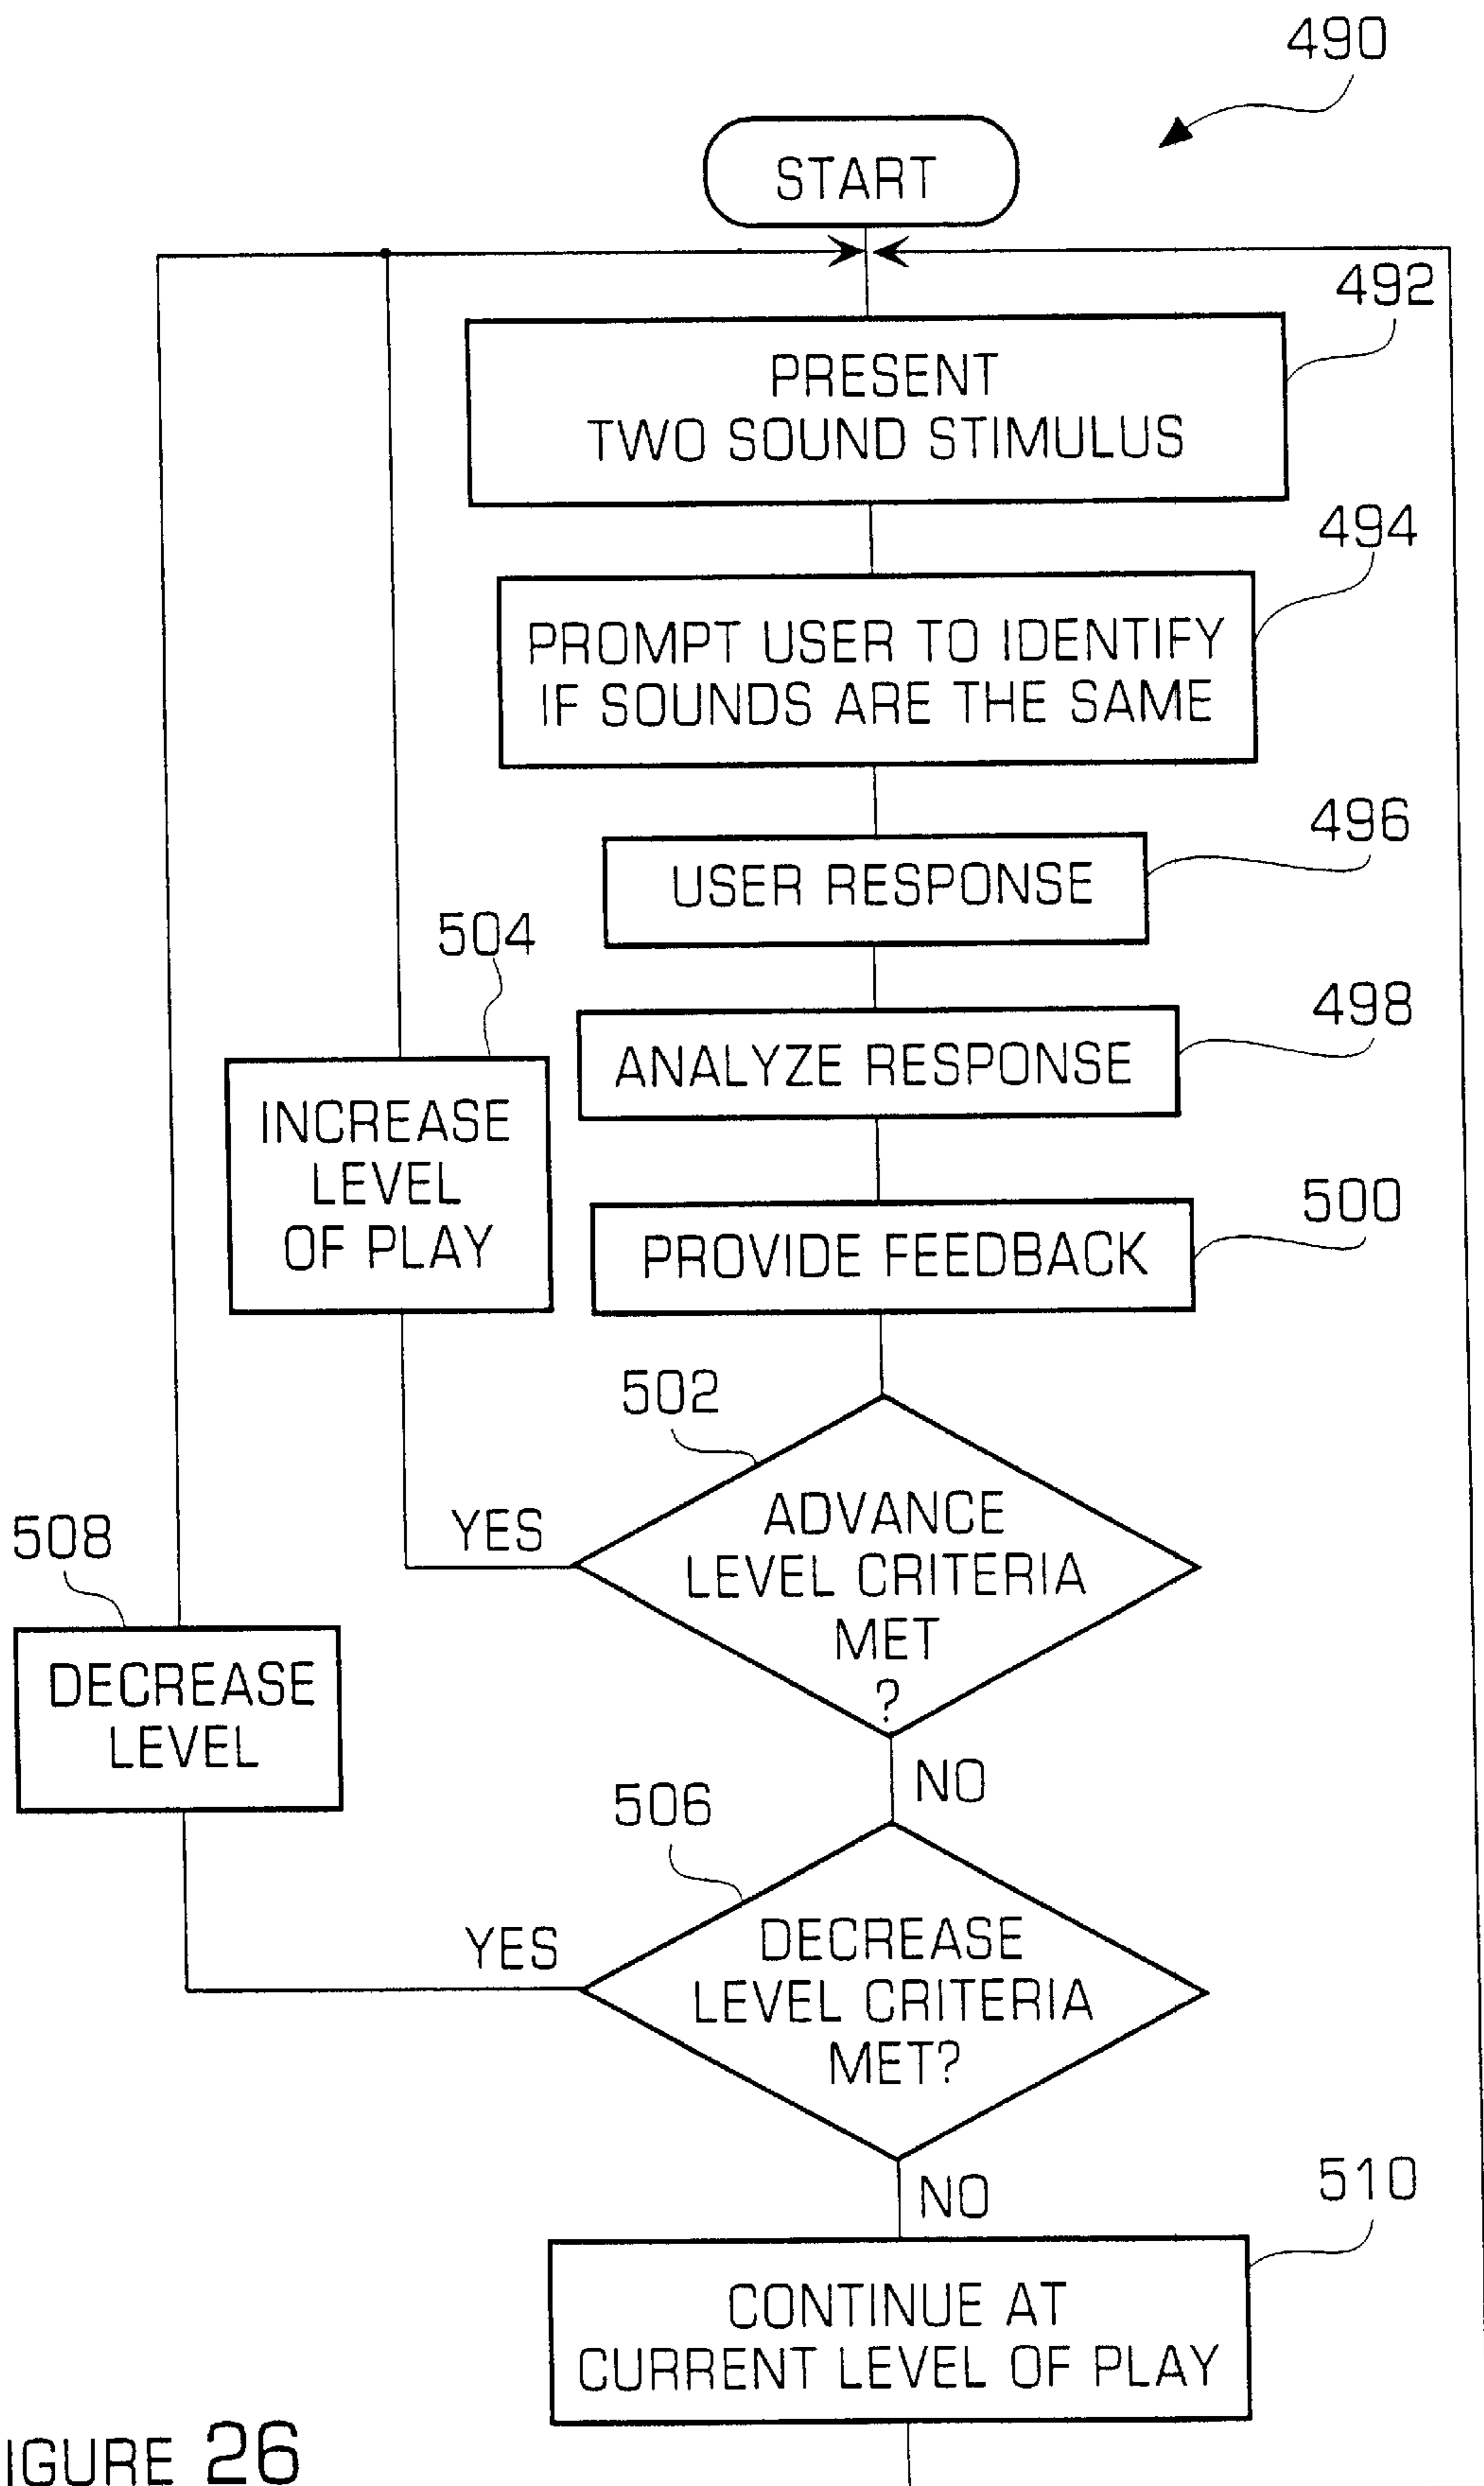 490
START
492
PRESENT
TWO SOUND STIMULUS
494
PROMPT USER TO IDENTIFY
IF SOUNDS ARE THE SAME
496
USER RESPONSE
504
498
ANALYZE RESPONSE
INCREASE
LEVEL
OF PLAY
500
PROVIDE FEEDBACK
502
ADVANCE
LEVEL CRITERIA
MET
?
YES
508
DECREASE
LEVEL
NO
506
DECREASE
LEVEL CRITERIA
MET?
YES
NO
510
CONTINUE AT
CURRENT LEVEL OF PLAY
IGURE 26